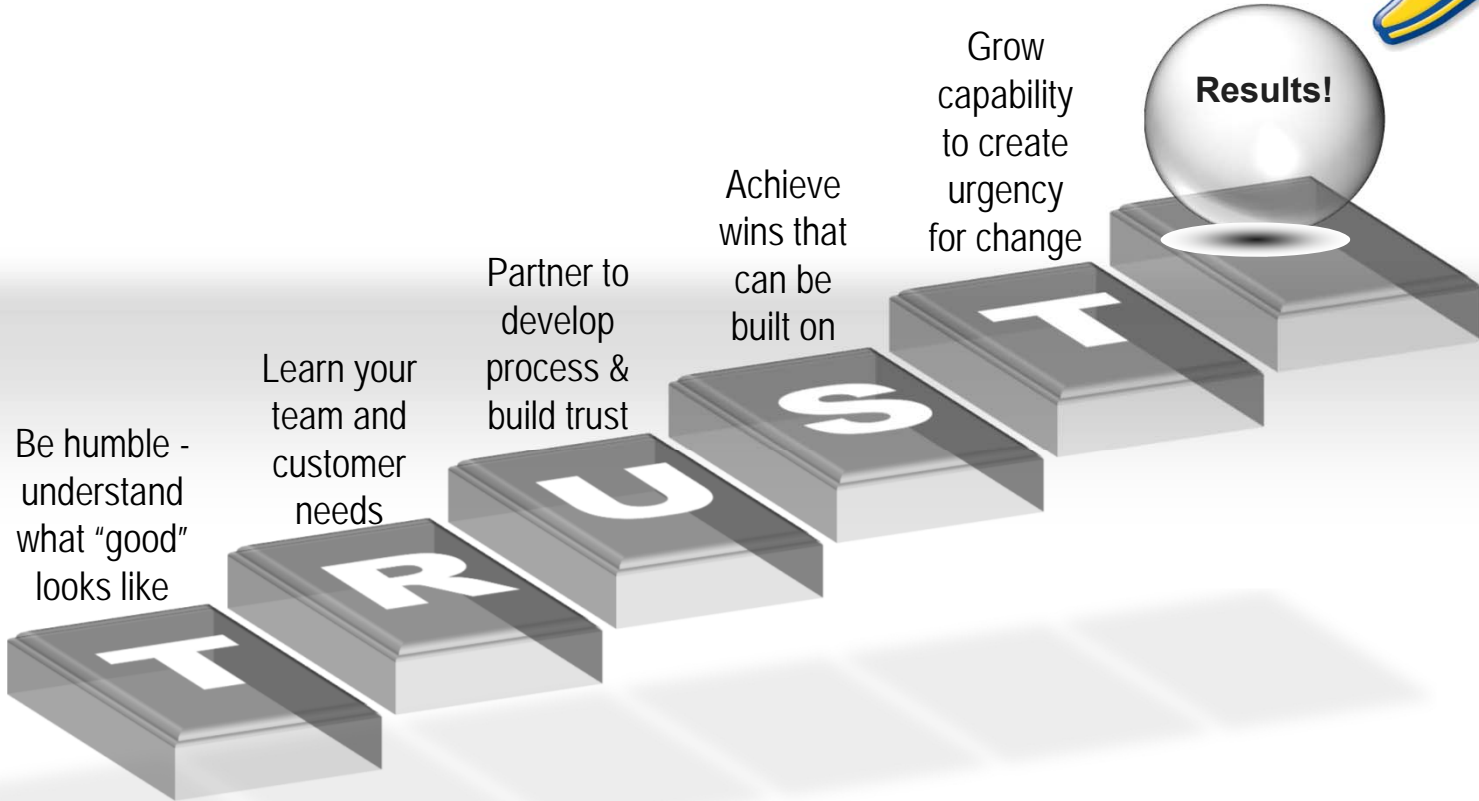 Be humble -
understand
what “good”
looks like
Learn your
team and
customer
needs
Partner to
develop
process &
build trust
Achieve
wins that
can be
built on
Grow
capability
to create
urgency
for change
Results!
T
R
U
S
T